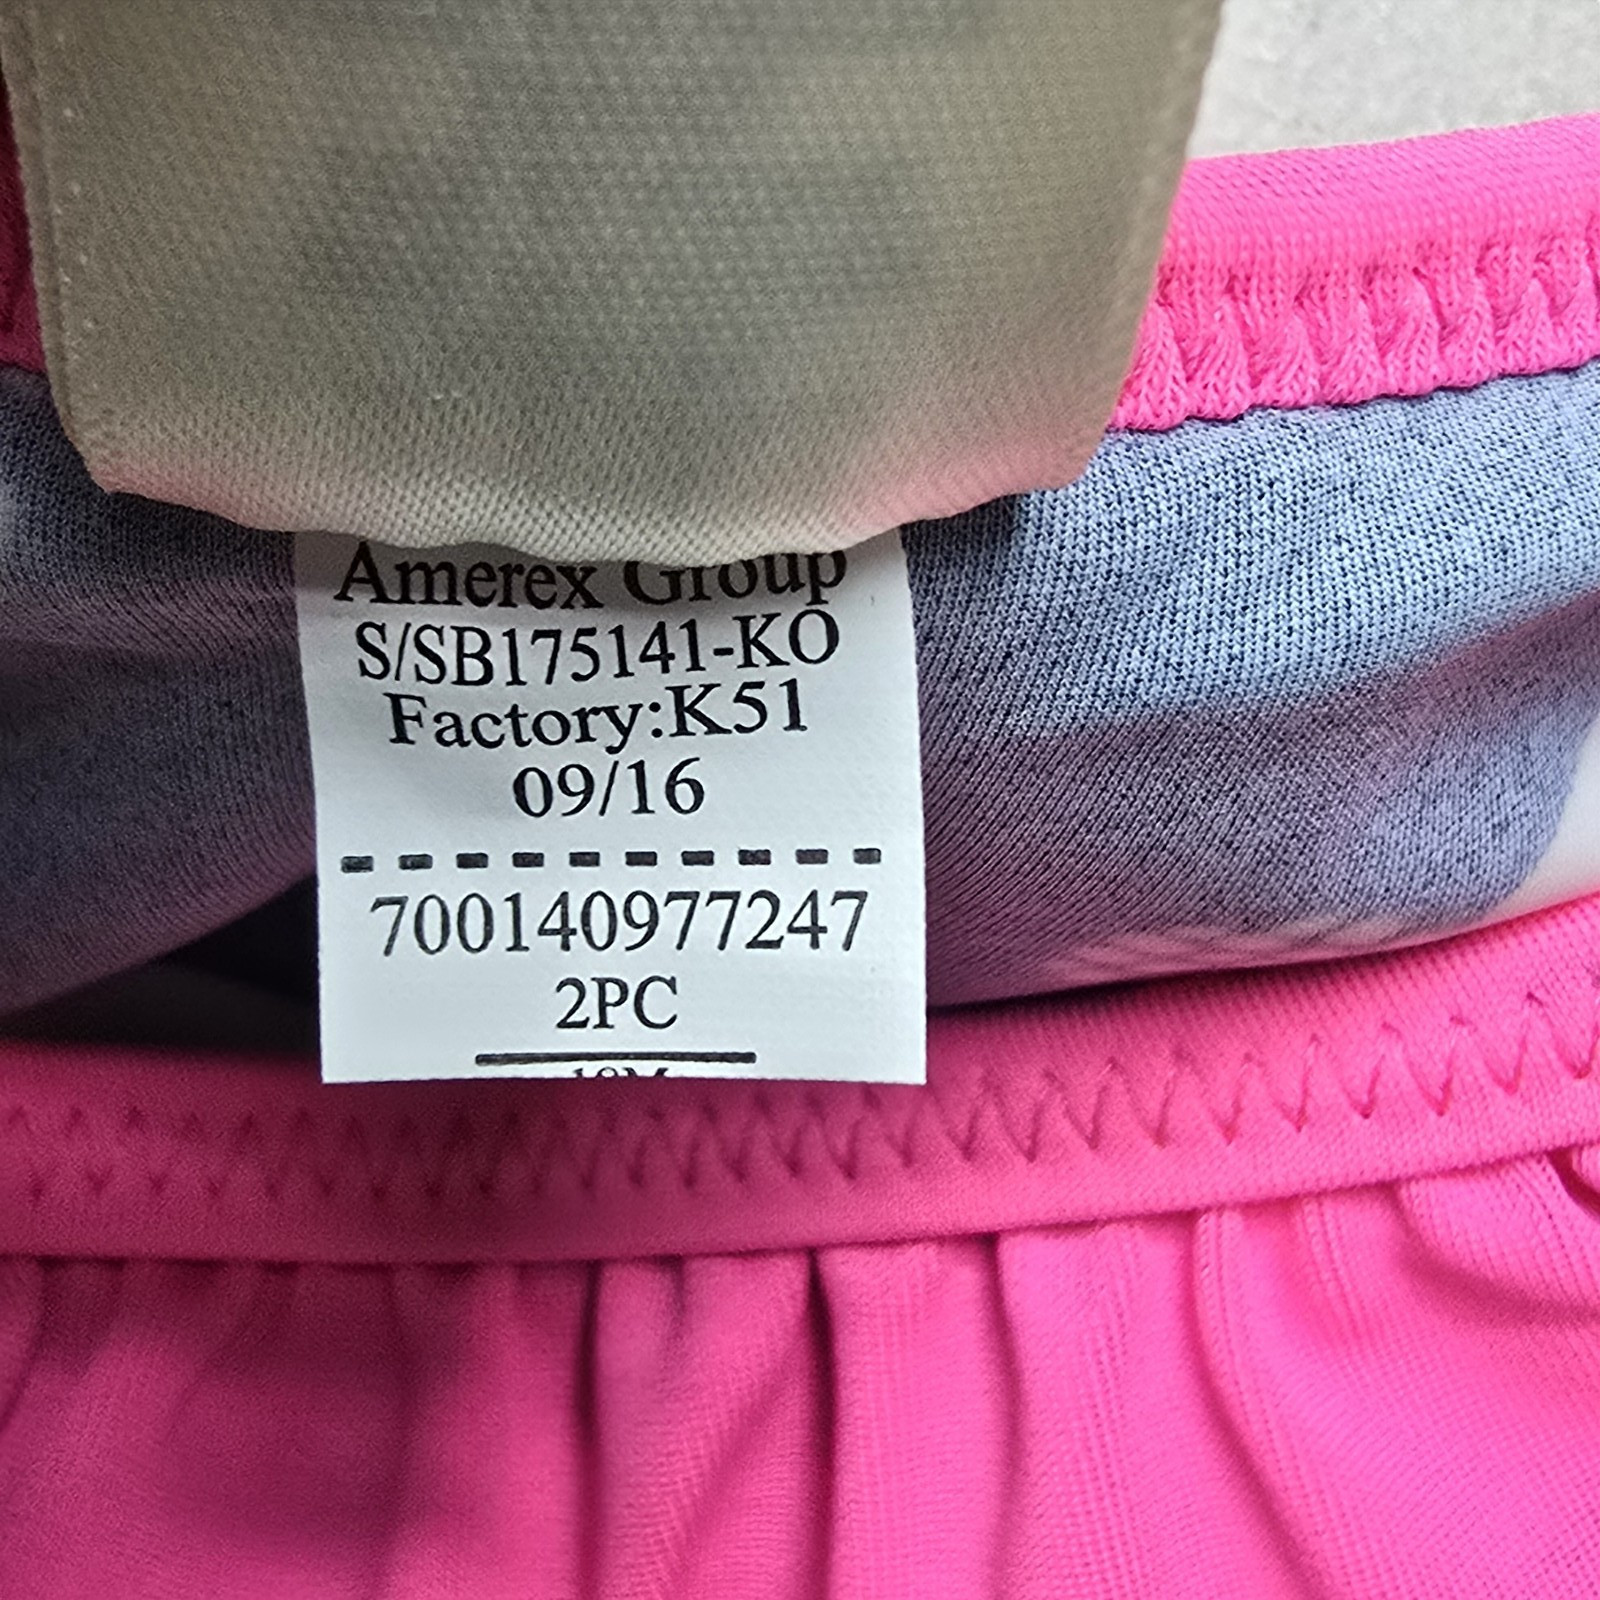 Amerex Group
S/SB175141-KO
Factory:K51
09/16
700140977247
2PC